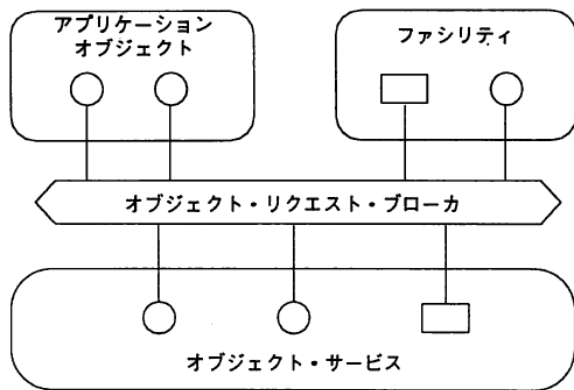 アプリケーション
オブジェクト
ファシリティ
オブジェクト・リクエスト・ブローカ
オブジェクト・サービス